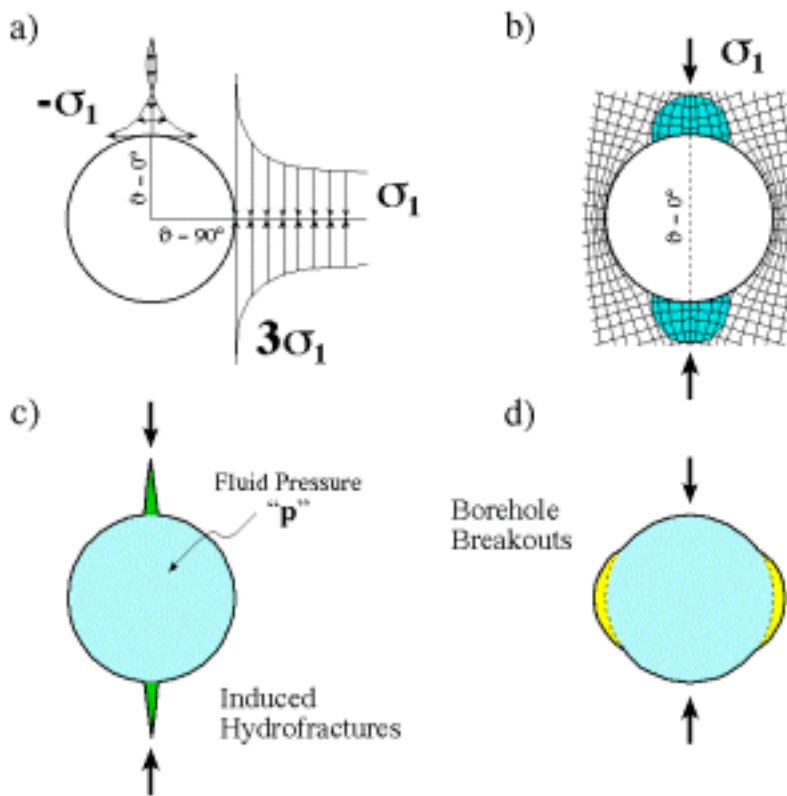 a)
-σ₁
ϑ = 0°
ϑ = 90°
σ₁
3σ₁
b)
σ₁
ϑ = 0°
c)
Fluid Pressure
“p”
Induced
Hydrofractures
d)
Borehole
Breakouts